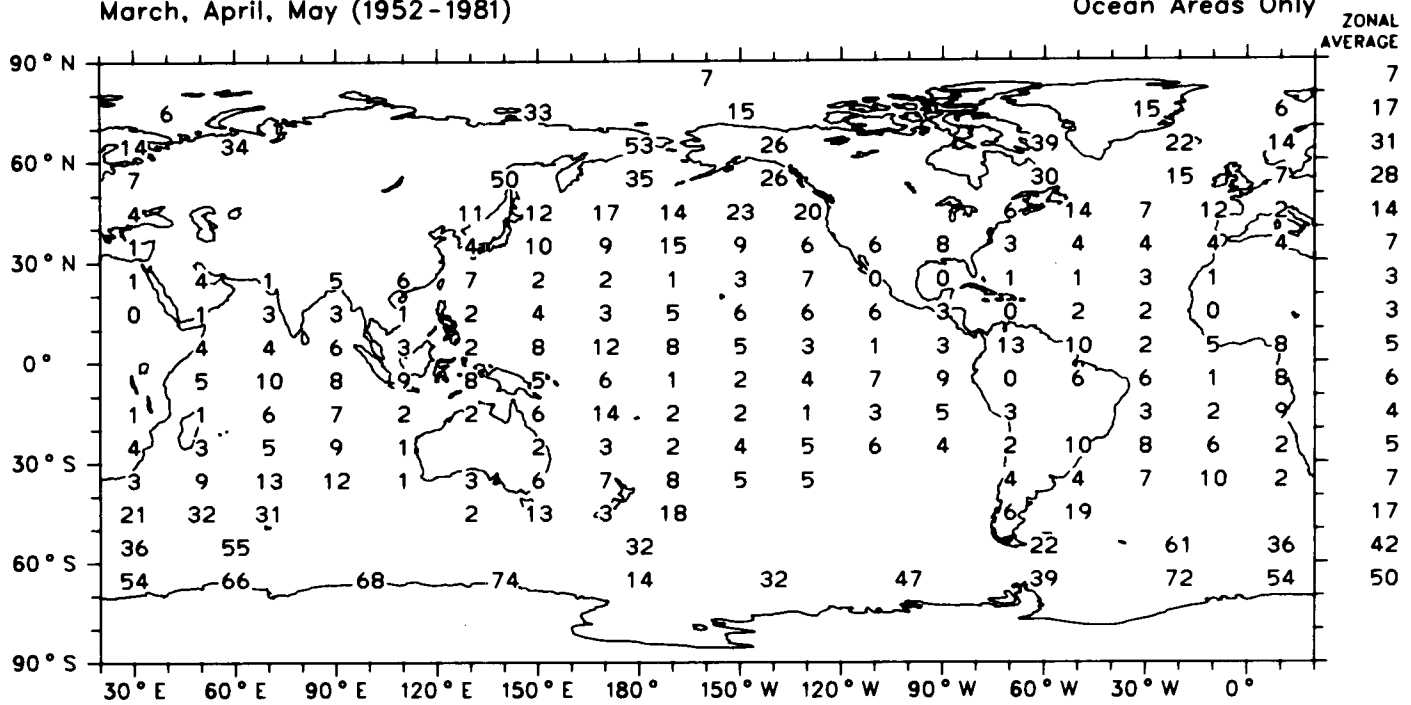 March, April, May (1952-1981) Ocean Areas Only
ZONAL
AVERAGE
90° N 7 7
6 33 15 15 6 17
14 34 53 26 39 22 14 31
60° N
7 50 35 26 30 15 7 28
4 11 12 17 14 23 20 6 14 7 12 2 14
1 4 10 9 15 9 6 6 8 3 4 4 4 4 7
30° N
1 4 1 5 6 7 2 2 1 3 7 0 0 1 1 3 1 3
0 1 3 3 1 2 4 3 5 6 6 6 3 0 2 2 0 3
4 4 6 3 2 8 12 8 5 3 1 3 13 10 2 5 8 5
0°
5 10 8 9 8 5 6 1 2 4 7 9 0 6 6 1 8 6
1 1 6 7 2 2 6 14 2 2 1 3 5 3 3 2 9 4
4 3 5 9 1 2 3 2 4 5 6 4 2 10 8 6 2 5
30° S
3 9 13 12 1 3 6 7 8 5 5 4 4 7 10 2 7
21 32 31 2 13 3 18 6 19 17
36 55 32 22 61 36 42
60° S
54 66 68 74 14 32 47 39 72 54 50
90° S
30° E 60° E 90° E 120° E 150° E 180° 150° W 120° W 90° W 60° W 30° W 0°